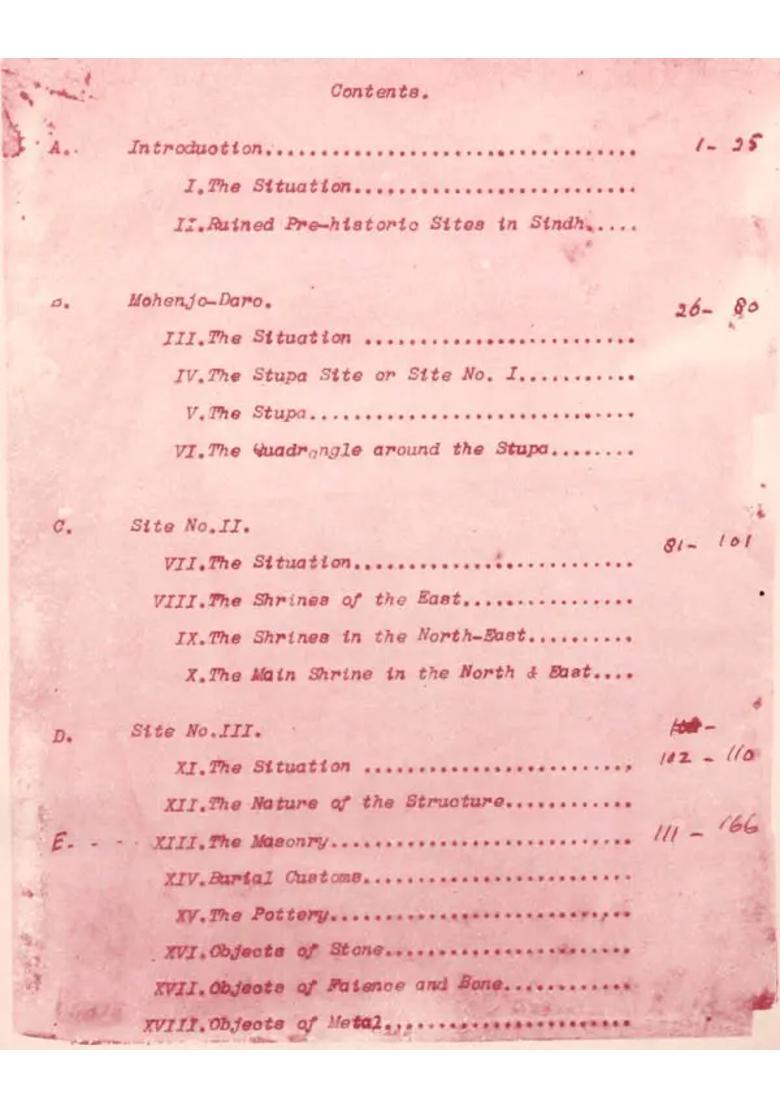 Contents.
A. Introduction................................... 1- 25
I.The Situation...............................
II.Ruined Pre-historic Sites in Sindh.....
Mohenjo-Daro. 26- 80
III.The Situation ..........................
IV.The Stupa Site or Site No. I...........
V.The Stupa................................
VI.The Quadrangle around the Stupa........
C. Site No.II. 81- 101
VII.The Situation............................
VIII.The Shrines of the East.................
IX.The Shrines in the North-East..........
X.The Main Shrine in the North & East....
D. Site No.III.
XI.The Situation .......................... 102 - 110
XII.The Nature of the Structure............
E. - - - XIII.The Masonry............................. 111 - 166
XIV.Burial Customs..........................
XV.The Pottery..............................
XVI.Objects of Stone........................
XVII.Objects of Faience and Bone............
XVIII.Objects of Metal.......................